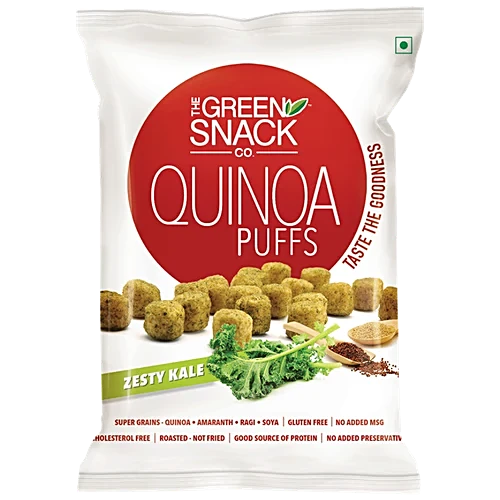 THE
GREEN
SNACK
CO.
QUINOA
PUFFS
TASTE THE GOODNESS
ZESTY KALE
SUPER GRAINS - QUINOA • AMARANTH • RAGI • SOYA | GLUTEN FREE | NO ADDED MSG
HOLESTEROL FREE | ROASTED - NOT FRIED | GOOD SOURCE OF PROTEIN | NO ADDED PRESERVATIV